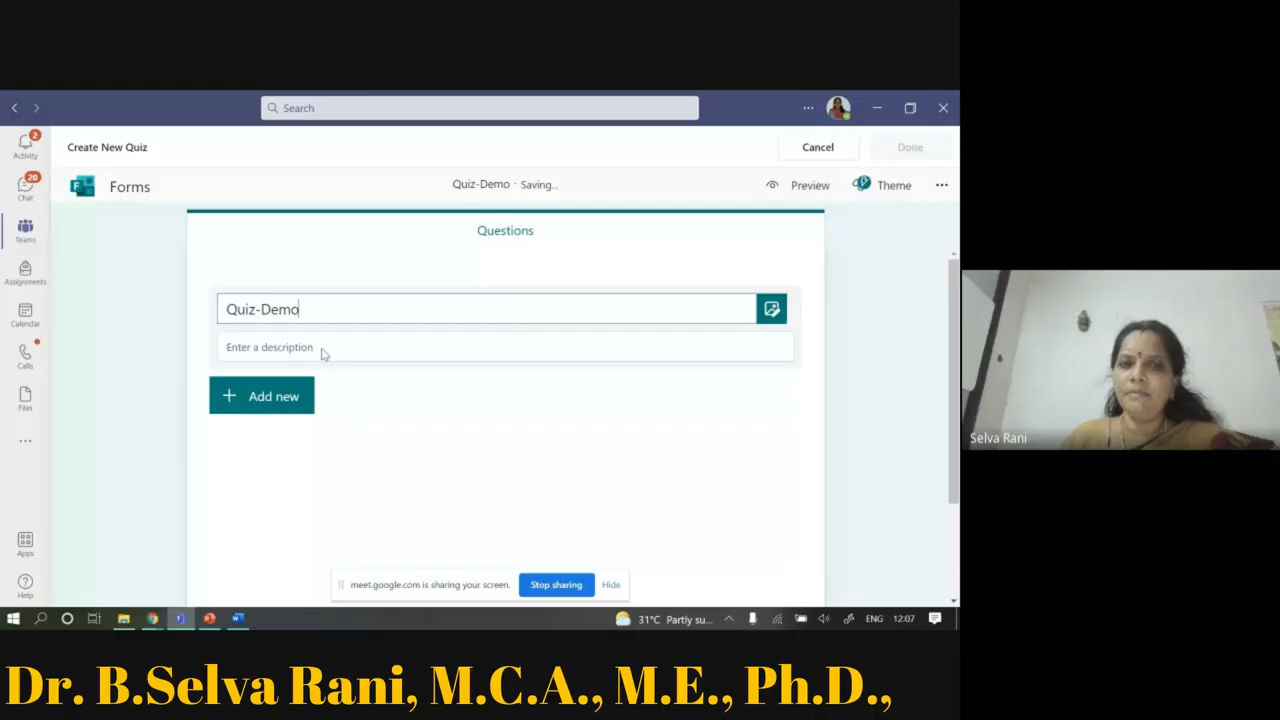 Search
Create New Quiz
Cancel
Done
Forms
Quiz-Demo - Saving...
Preview
Theme
2
Activity
20
Chat
Teams
Assignments
Calendar
Calls
Files
Apps
Help
Questions
Quiz-Demo
Enter a description
+ Add new
meet.google.com is sharing your screen.
Stop sharing
Hide
31°C Partly su...
ENG
12:07
Selva Rani
Dr. B.Selva Rani, M.C.A., M.E., Ph.D.,